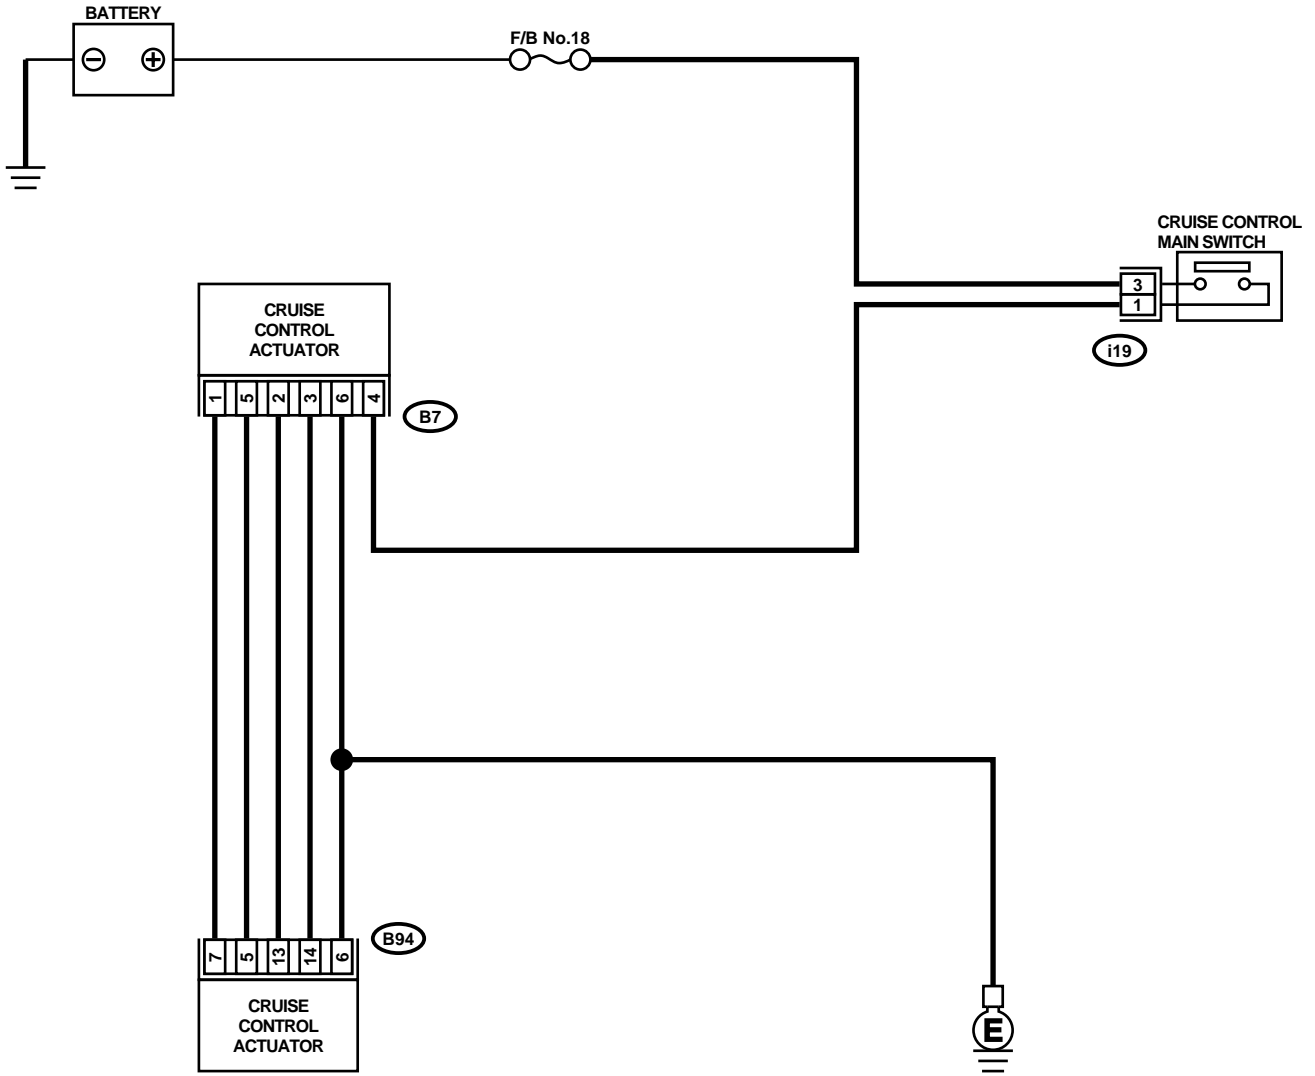 BATTERY
F/B No.18
CRUISE CONTROL
MAIN SWITCH
3
1
i19
CRUISE
CONTROL
ACTUATOR
1 5 2 3 6 4
B7
B94
7 5 13 14 6
CRUISE
CONTROL
ACTUATOR
E